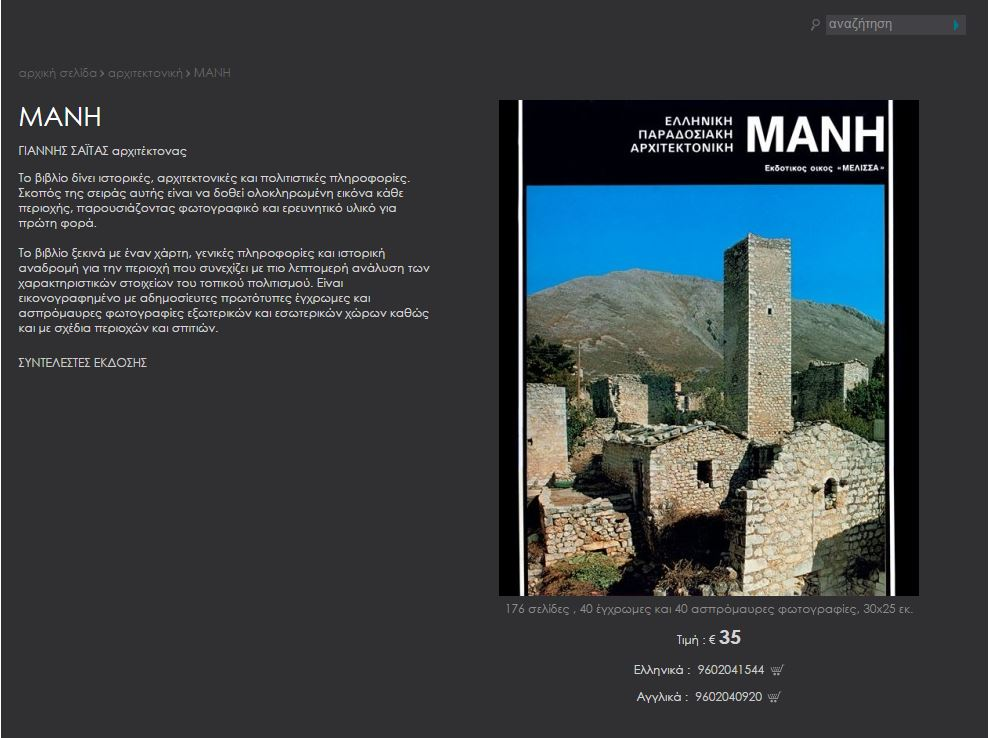 αναζήτηση
αρχική σελίδα › αρχιτεκτονική › ΜΑΝΗ
ΜΑΝΗ
ΓΙΑΝΝΗΣ ΣΑΪΤΑΣ αρχιτέκτονας
Το βιβλίο δίνει ιστορικές, αρχιτεκτονικές και πολιτιστικές πληροφορίες.
Σκοπός της σειράς αυτής είναι να δοθεί ολοκληρωμένη εικόνα κάθε
περιοχής, παρουσιάζοντας φωτογραφικό και ερευνητικό υλικό για
πρώτη φορά.
Το βιβλίο ξεκινά με έναν χάρτη, γενικές πληροφορίες και ιστορική
αναδρομή για την περιοχή που συνεχίζει με πιο λεπτομερή ανάλυση των
χαρακτηριστικών στοιχείων του τοπικού πολιτισμού. Είναι
εικονογραφημένο με αδημοσίευτες πρωτότυπες έγχρωμες και
ασπρόμαυρες φωτογραφίες εξωτερικών και εσωτερικών χώρων καθώς
και με σχέδια περιοχών και σπιτιών.
ΣΥΝΤΕΛΕΣΤΕΣ ΕΚΔΟΣΗΣ
ΕΛΛΗΝΙΚΗ
ΠΑΡΑΔΟΣΙΑΚΗ
ΑΡΧΙΤΕΚΤΟΝΙΚΗ
ΜΑΝΗ
Εκδοτικος οικος «ΜΕΛΙΣΣΑ»
176 σελίδες , 40 έγχρωμες και 40 ασπρόμαυρες φωτογραφίες, 30x25 εκ.
Τιμή : € 35
Ελληνικά : 9602041544
Αγγλικά : 9602040920